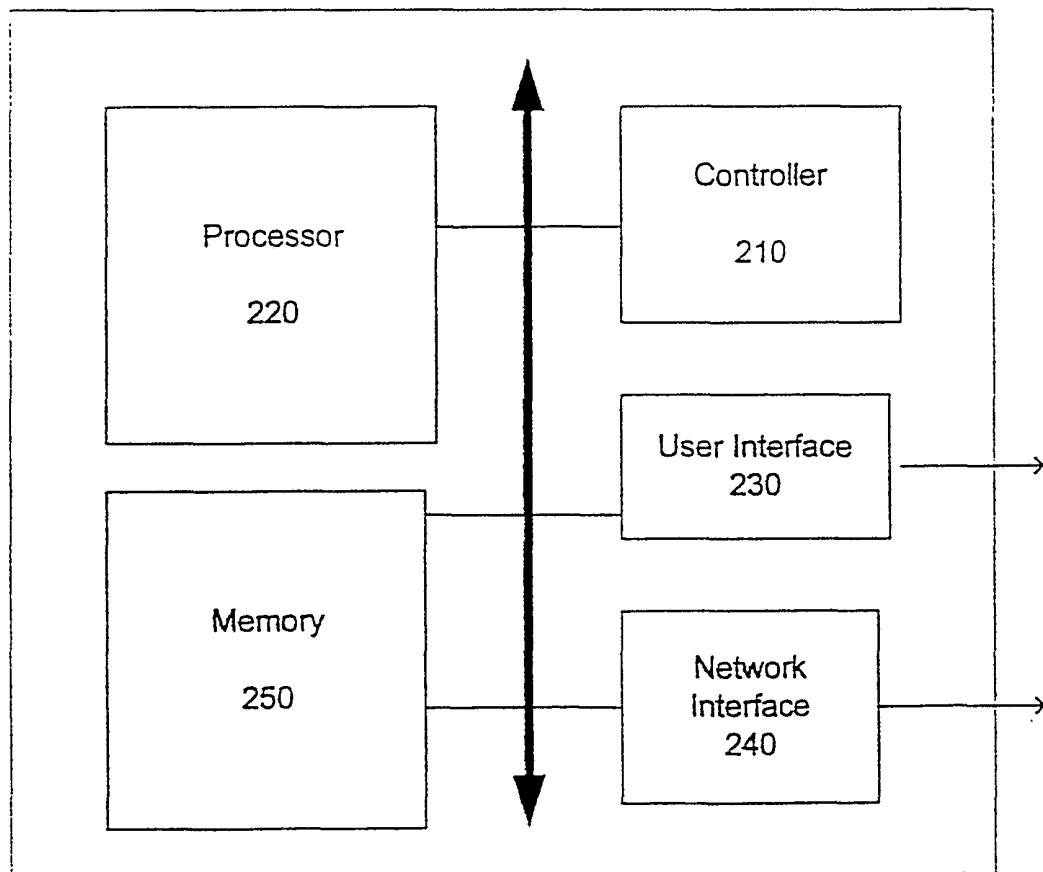 Processor
220
Controller
210
User Interface
230
Memory
250
Network
Interface
240